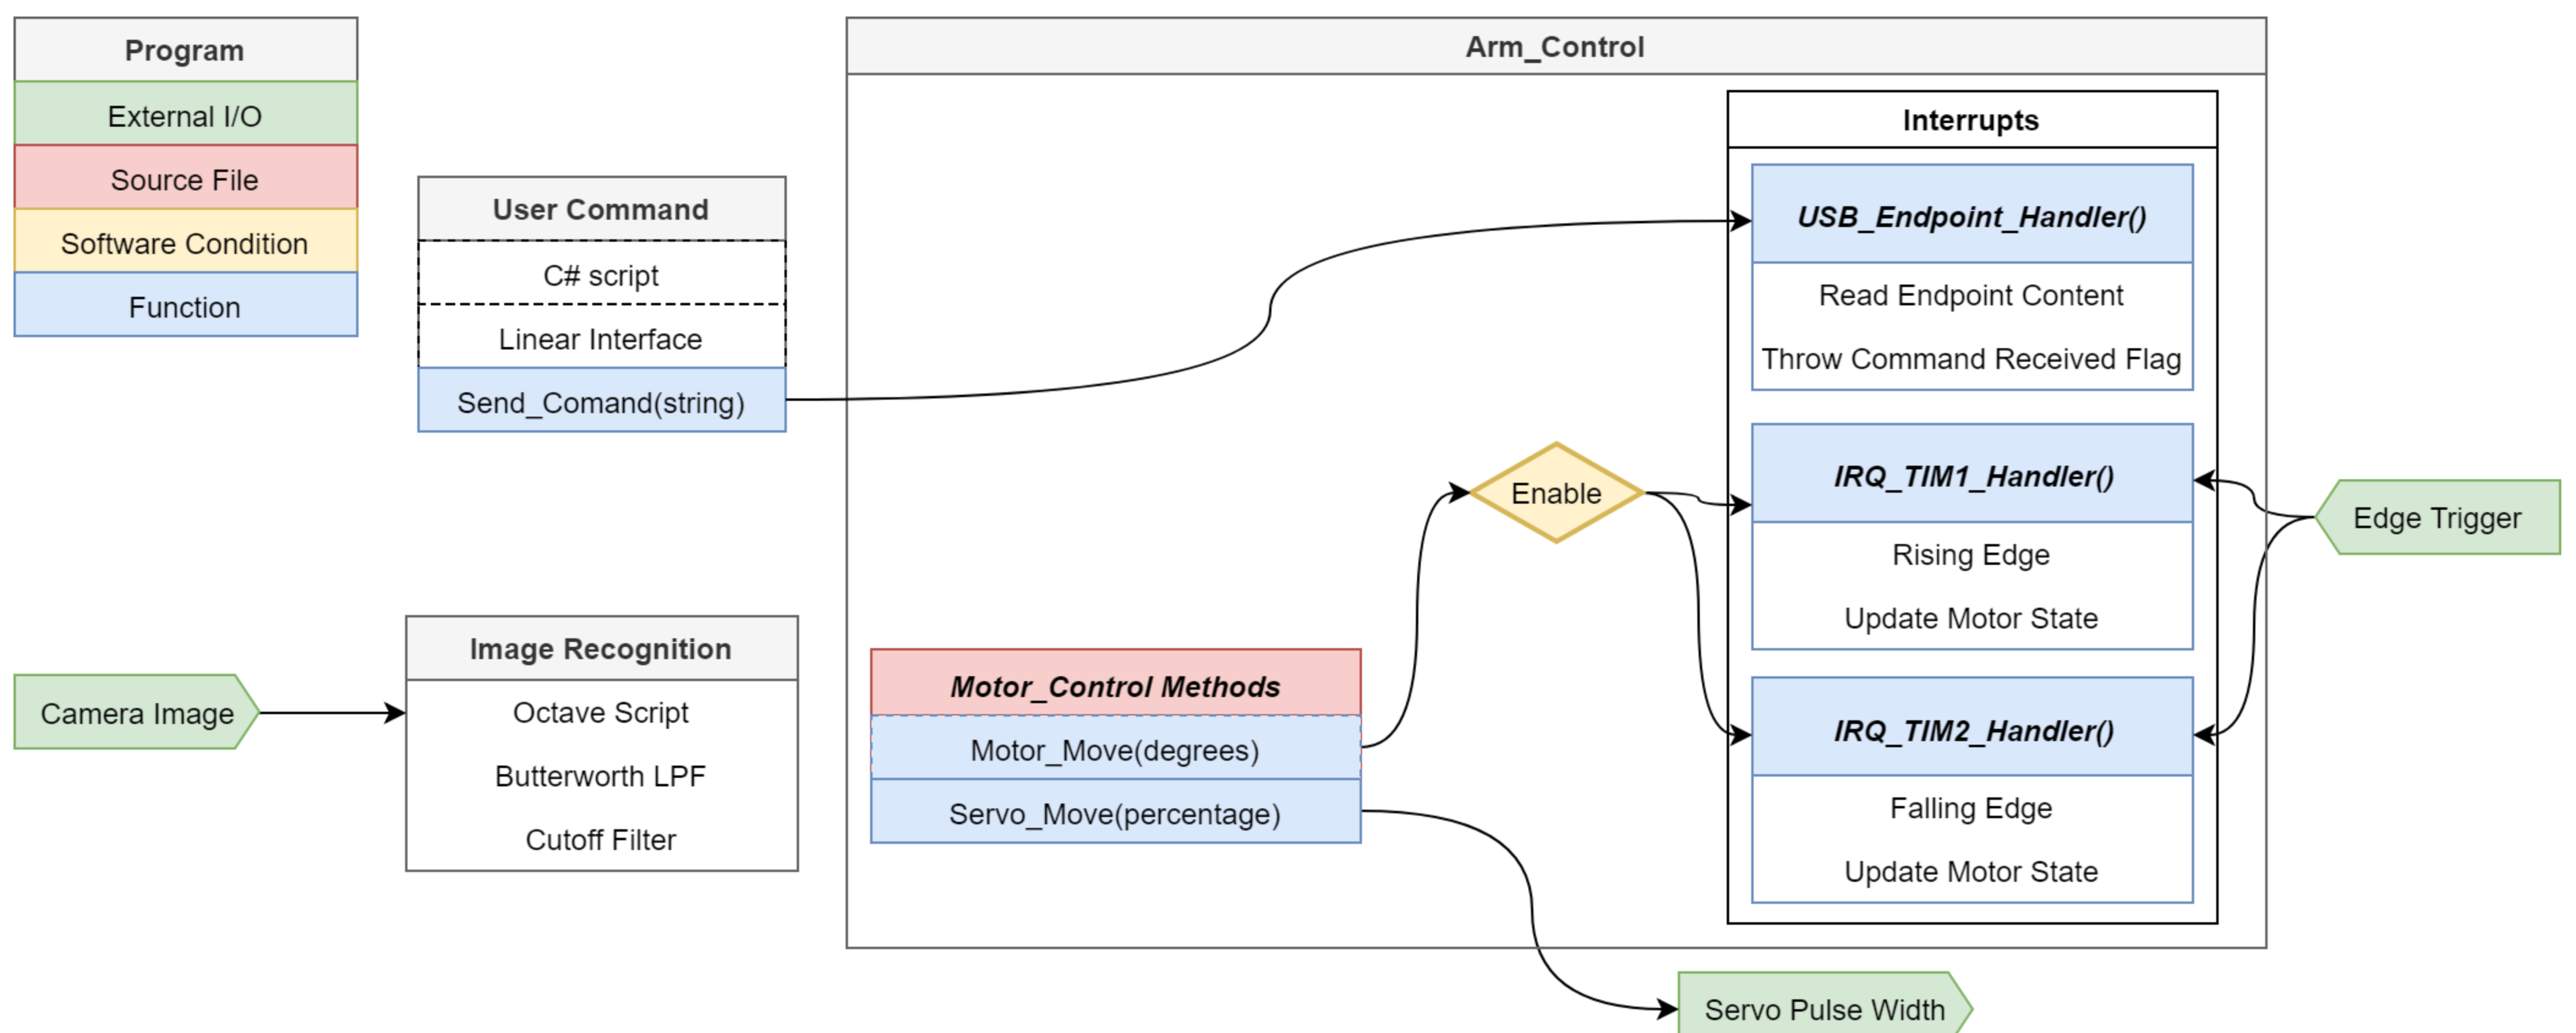 Program
External I/O
Source File
Software Condition
Function
User Command
C# script
Linear Interface
Send_Comand(string)
Camera Image
Image Recognition
Octave Script
Butterworth LPF
Cutoff Filter
Arm_Control
Motor_Control Methods
Motor_Move(degrees)
Servo_Move(percentage)
Enable
Interrupts
USB_Endpoint_Handler()
Read Endpoint Content
Throw Command Received Flag
IRQ_TIM1_Handler()
Rising Edge
Update Motor State
IRQ_TIM2_Handler()
Falling Edge
Update Motor State
Edge Trigger
Servo Pulse Width